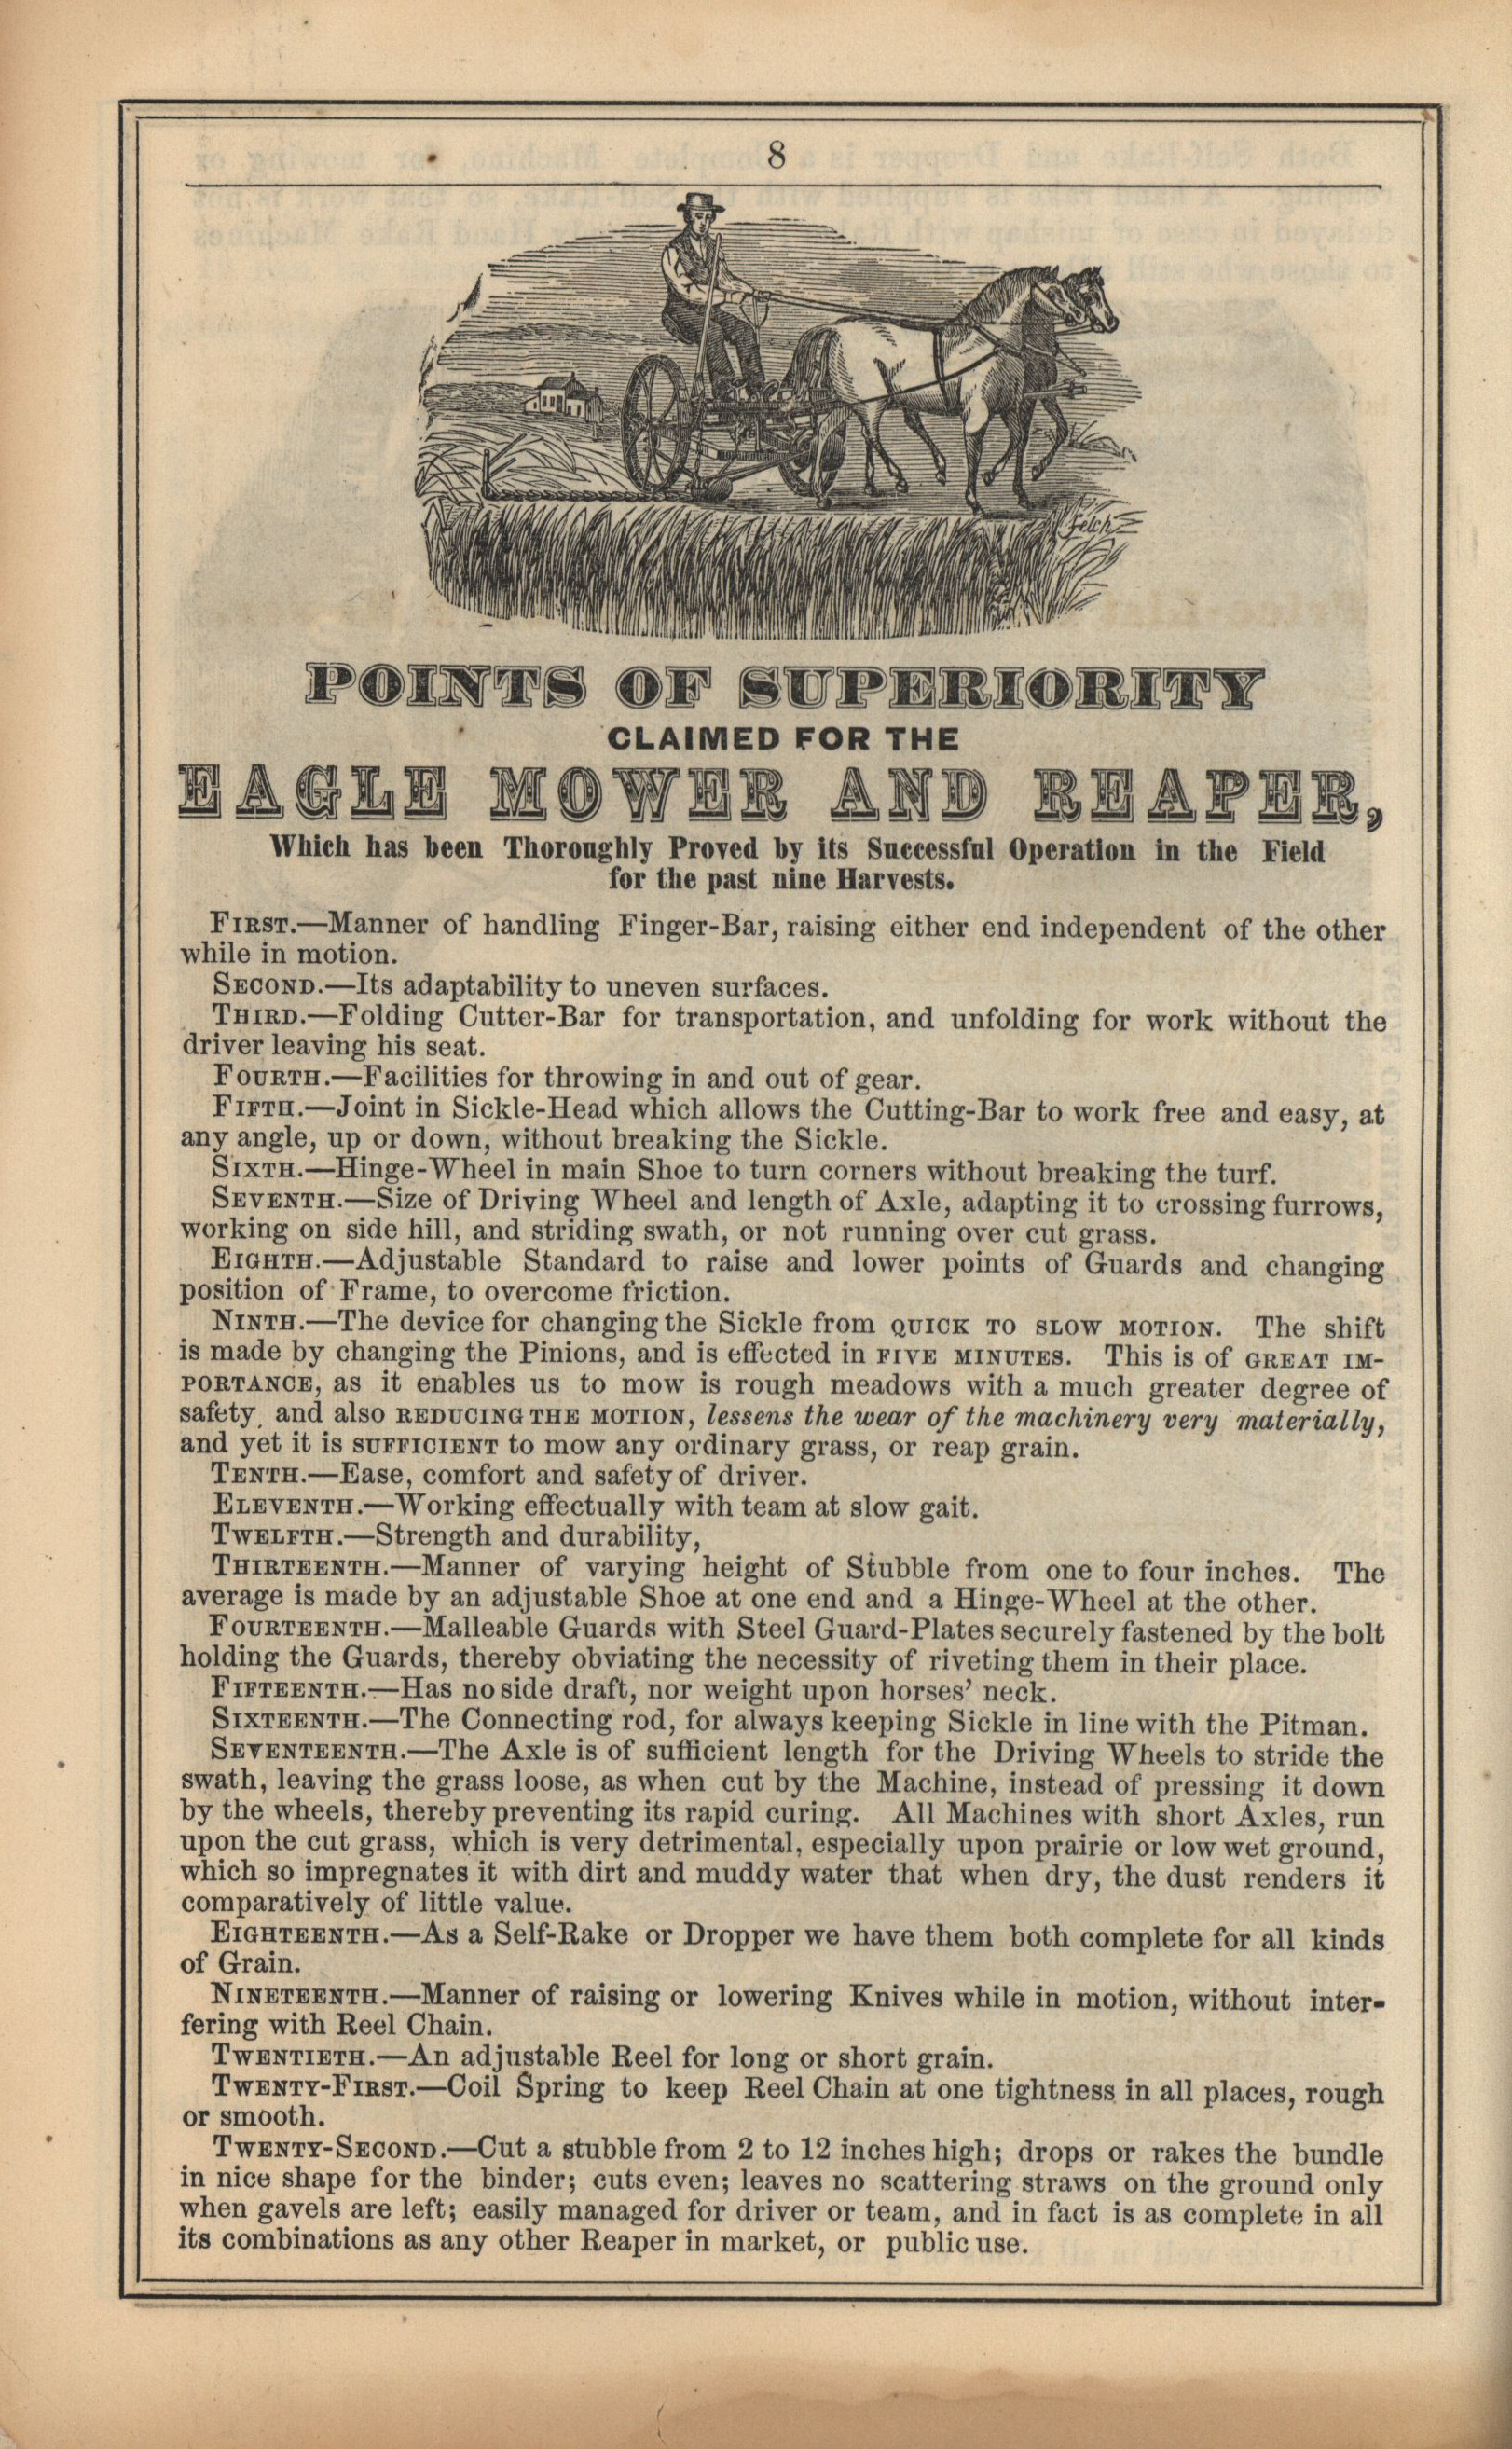 8
Felch
POINTS OF SUPERIORITY
CLAIMED FOR THE
EAGLE MOWER AND REAPER,
Which has been Thoroughly Proved by its Successful Operation in the Field
for the past nine Harvests.
FIRST.—Manner of handling Finger-Bar, raising either end independent of the other
while in motion.
SECOND.—Its adaptability to uneven surfaces.
THIRD.—Folding Cutter-Bar for transportation, and unfolding for work without the
driver leaving his seat.
FOURTH.—Facilities for throwing in and out of gear.
FIFTH.—Joint in Sickle-Head which allows the Cutting-Bar to work free and easy, at
any angle, up or down, without breaking the Sickle.
SIXTH.—Hinge-Wheel in main Shoe to turn corners without breaking the turf.
SEVENTH.—Size of Driving Wheel and length of Axle, adapting it to crossing furrows,
working on side hill, and striding swath, or not running over cut grass.
EIGHTH.—Adjustable Standard to raise and lower points of Guards and changing
position of Frame, to overcome friction.
NINTH.—The device for changing the Sickle from QUICK TO SLOW MOTION. The shift
is made by changing the Pinions, and is effected in FIVE MINUTES. This is of GREAT IM-
PORTANCE, as it enables us to mow is rough meadows with a much greater degree of
safety, and also REDUCING THE MOTION, lessens the wear of the machinery very materially,
and yet it is SUFFICIENT to mow any ordinary grass, or reap grain.
TENTH.—Ease, comfort and safety of driver.
ELEVENTH.—Working effectually with team at slow gait.
TWELFTH.—Strength and durability,
THIRTEENTH.—Manner of varying height of Stubble from one to four inches. The
average is made by an adjustable Shoe at one end and a Hinge-Wheel at the other.
FOURTEENTH.—Malleable Guards with Steel Guard-Plates securely fastened by the bolt
holding the Guards, thereby obviating the necessity of riveting them in their place.
FIFTEENTH.—Has no side draft, nor weight upon horses' neck.
SIXTEENTH.—The Connecting rod, for always keeping Sickle in line with the Pitman.
SEVENTEENTH.—The Axle is of sufficient length for the Driving Wheels to stride the
swath, leaving the grass loose, as when cut by the Machine, instead of pressing it down
by the wheels, thereby preventing its rapid curing. All Machines with short Axles, run
upon the cut grass, which is very detrimental, especially upon prairie or low wet ground,
which so impregnates it with dirt and muddy water that when dry, the dust renders it
comparatively of little value.
EIGHTEENTH.—As a Self-Rake or Dropper we have them both complete for all kinds
of Grain.
NINETEENTH.—Manner of raising or lowering Knives while in motion, without inter-
fering with Reel Chain.
TWENTIETH.—An adjustable Reel for long or short grain.
TWENTY-FIRST.—Coil Spring to keep Reel Chain at one tightness in all places, rough
or smooth.
TWENTY-SECOND.—Cut a stubble from 2 to 12 inches high; drops or rakes the bundle
in nice shape for the binder; cuts even; leaves no scattering straws on the ground only
when gavels are left; easily managed for driver or team, and in fact is as complete in all
its combinations as any other Reaper in market, or public use.